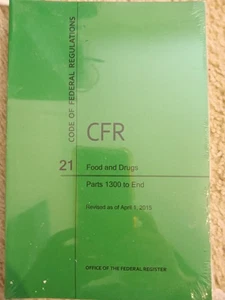 CODE OF FEDERAL REGULATIONS
CFR
21 Food and Drugs
Parts 1300 to End
Revised as of April 1, 2015
OFFICE OF THE FEDERAL REGISTER